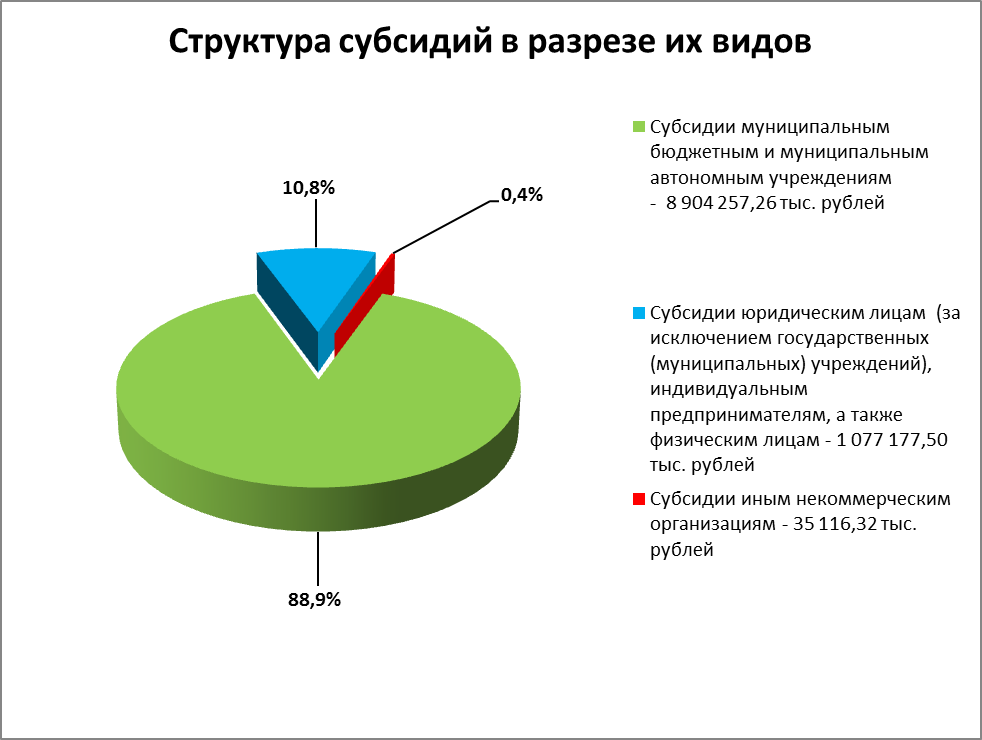 Структура субсидий в разрезе их видов
10,8%
0,4%
88,9%
Субсидии муниципальным
бюджетным и муниципальным
автономным учреждениям
- 8 904 257,26 тыс. рублей
Субсидии юридическим лицам (за
исключением государственных
(муниципальных) учреждений),
индивидуальным
предпринимателям, а также
физическим лицам - 1 077 177,50
тыс. рублей
Субсидии иным некоммерческим
организациям - 35 116,32 тыс.
рублей